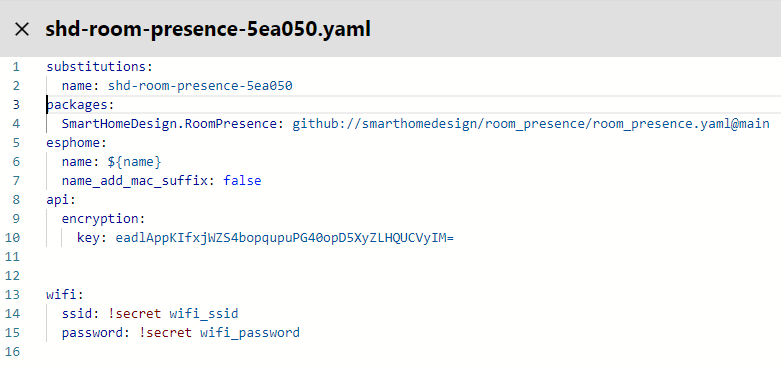 ✕ shd-room-presence-5ea050.yaml
1 substitutions:
2   name: shd-room-presence-5ea050
3 packages:
4   SmartHomeDesign.RoomPresence: github://smarthomedesign/room_presence/room_presence.yaml@main
5 esphome:
6   name: ${name}
7   name_add_mac_suffix: false
8 api:
9   encryption:
10     key: eadlAppKIfxjWZS4bopqupuPG40opD5XyZLHQUCVyIM=
11
12
13 wifi:
14   ssid: !secret wifi_ssid
15   password: !secret wifi_password
16